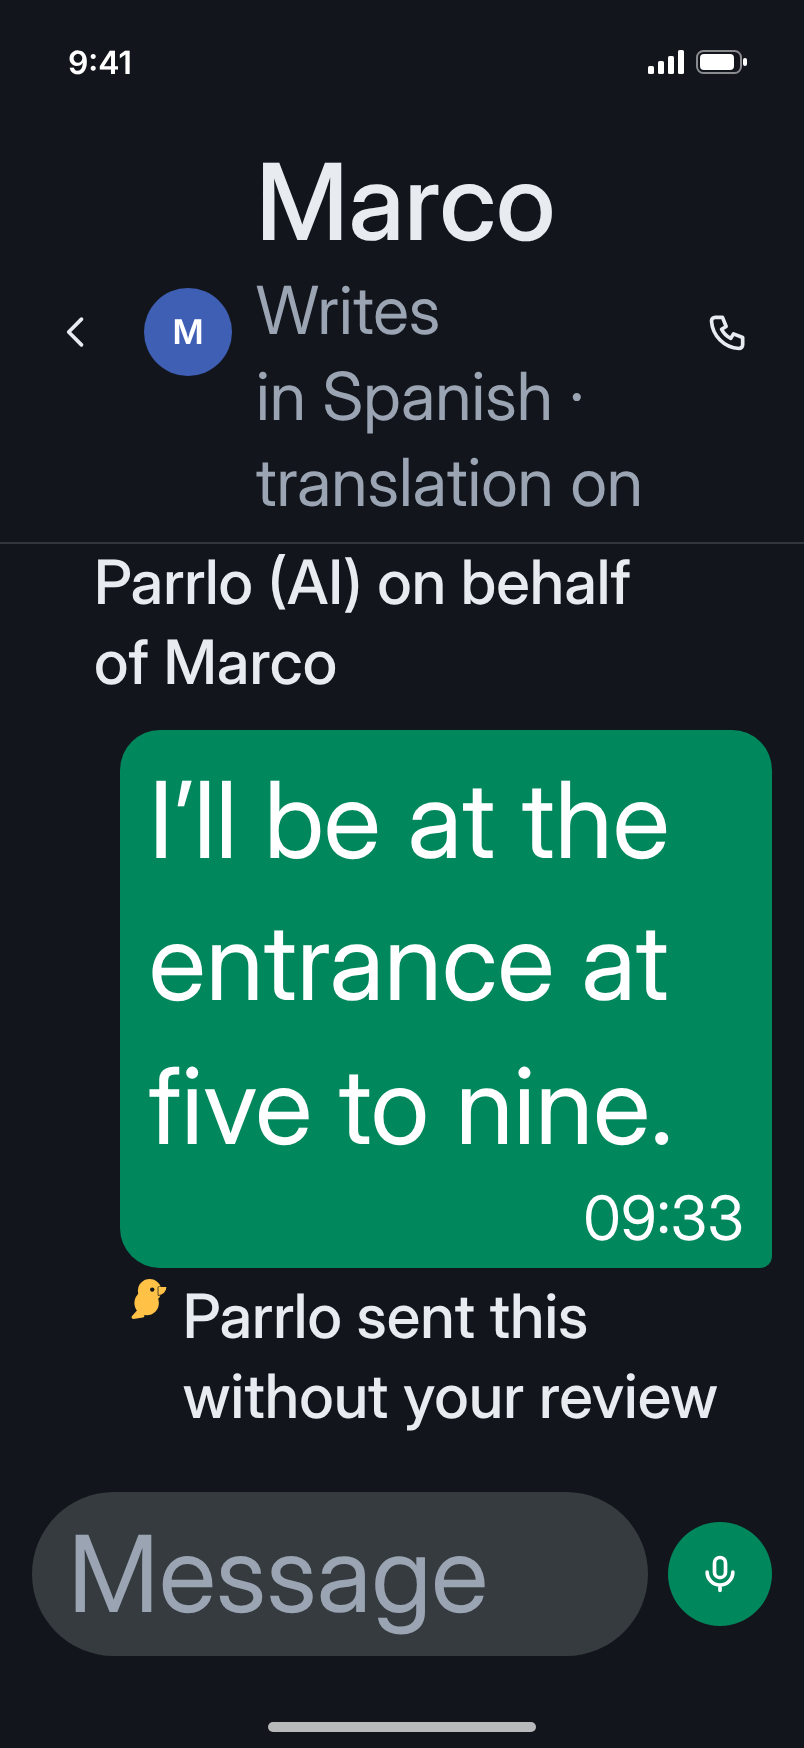 9:41
Marco
M
Writes
in Spanish ·
translation on
Parrlo (AI) on behalf
of Marco
I’ll be at the
entrance at
five to nine.
09:33
Parrlo sent this
without your review
Message